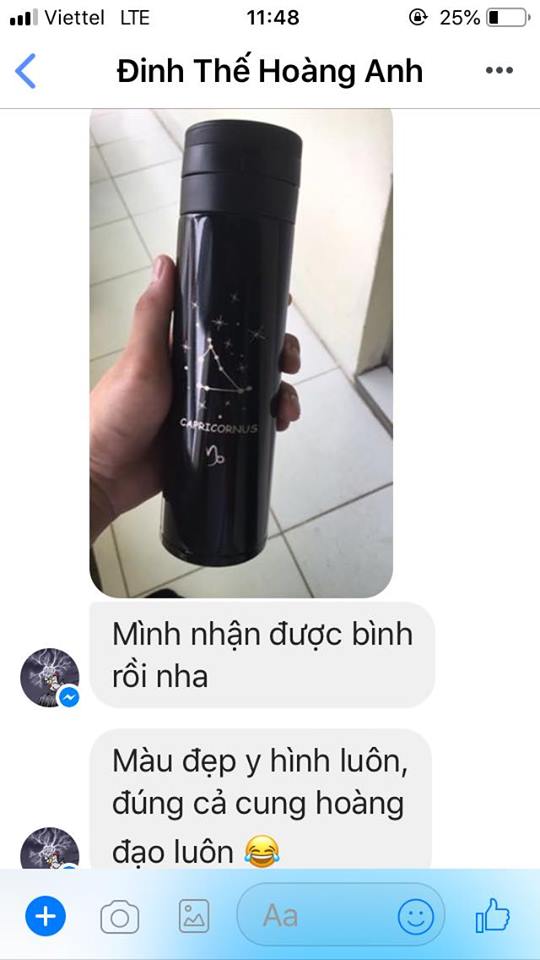 Viettel LTE 11:48 25%
Đinh Thế Hoàng Anh
CAPRICORNUS
Mình nhận được bình
rồi nha
Màu đẹp y hình luôn,
đúng cả cung hoàng
đạo luôn 😂
Aa